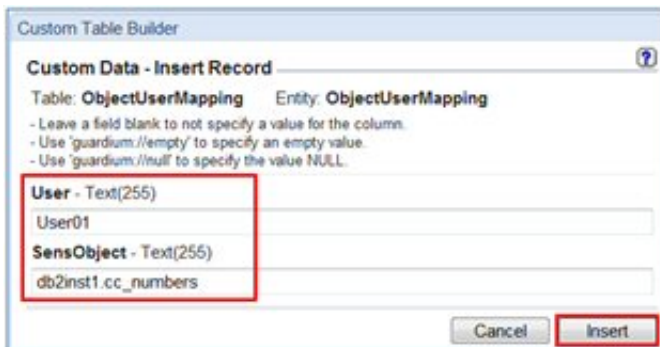 Custom Table Builder
?
Custom Data - Insert Record
Table: ObjectUserMapping Entity: ObjectUserMapping
- Leave a field blank to not specify a value for the column.
- Use 'guardium://empty' to specify an empty value.
- Use 'guardium://null' to specify the value NULL.
User - Text(255)
User01
SensObject - Text(255)
db2inst1.cc_numbers
Cancel Insert